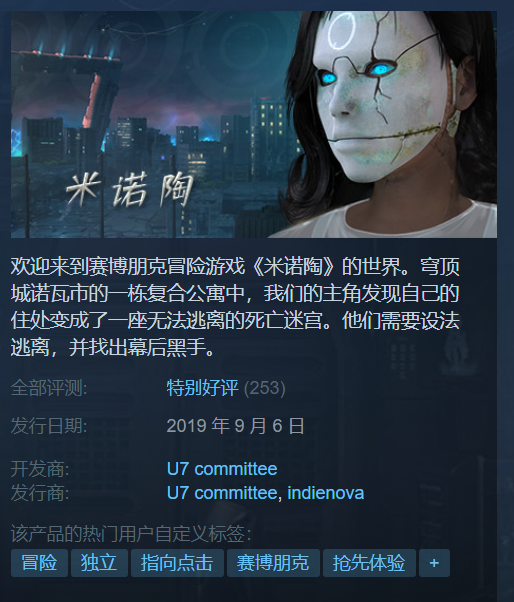 米诺陶
欢迎来到赛博朋克冒险游戏《米诺陶》的世界。穹顶
城诺瓦市的一栋复合公寓中，我们的主角发现自己的
住处变成了一座无法逃离的死亡迷宫。他们需要设法
逃离，并找出幕后黑手。
全部评测: 特别好评 (253)
发行日期: 2019 年 9 月 6 日
开发商: U7 committee
发行商: U7 committee, indienova
该产品的热门用户自定义标签：
冒险 独立 指向点击 赛博朋克 抢先体验 +